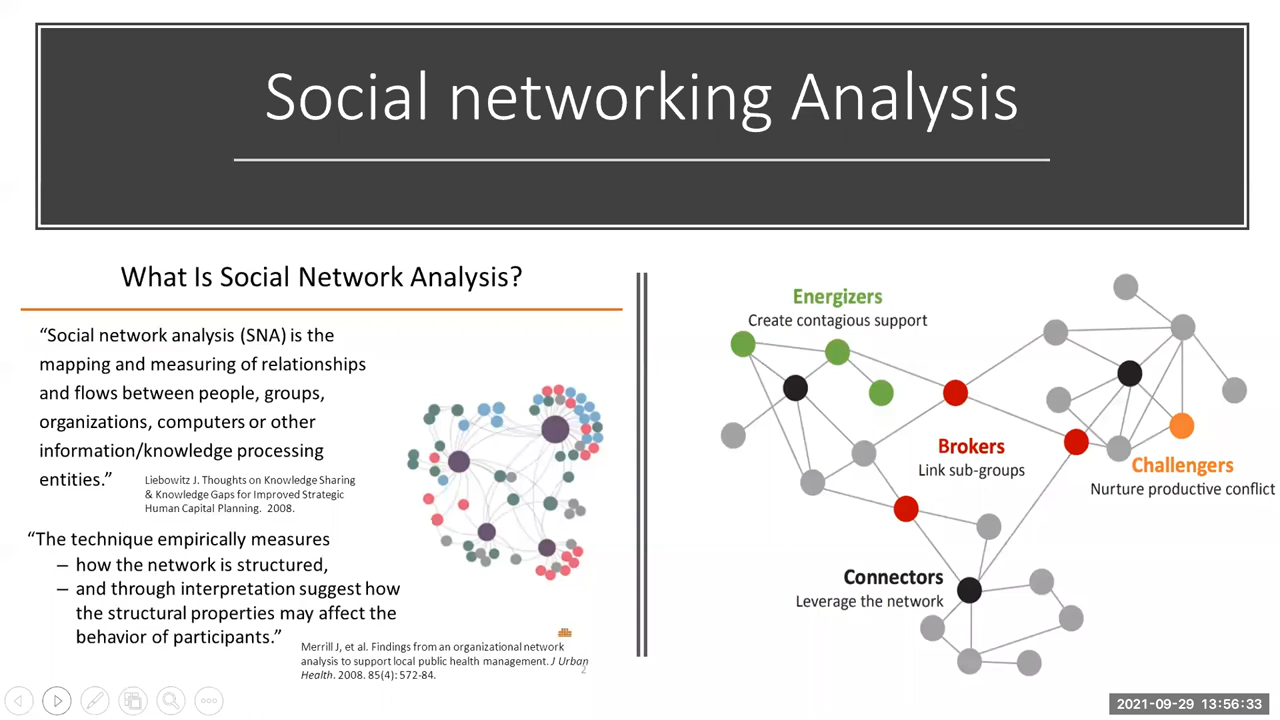 Social networking Analysis
What Is Social Network Analysis?
“Social network analysis (SNA) is the
mapping and measuring of relationships
and flows between people, groups,
organizations, computers or other
information/knowledge processing
entities.”
Liebowitz J. Thoughts on Knowledge Sharing
& Knowledge Gaps for Improved Strategic
Human Capital Planning. 2008.
“The technique empirically measures
– how the network is structured,
– and through interpretation suggest how
the structural properties may affect the
behavior of participants.”
Merrill J, et al. Findings from an organizational network
analysis to support local public health management. J Urban
Health. 2008. 85(4): 572-84.
2
Energizers
Create contagious support
Brokers
Link sub-groups
Challengers
Nurture productive conflict
Connectors
Leverage the network
2021-09-29 13:56:33